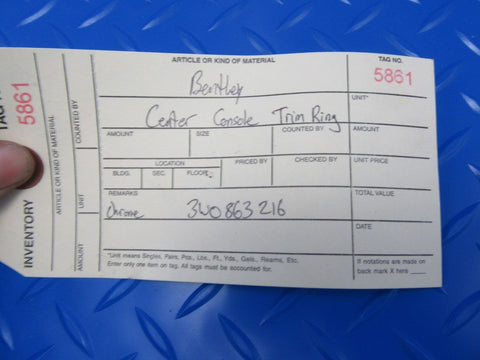 ARTICLE OR KIND OF MATERIAL
TAG NO.
5861
Bentley
UNIT*
Center Console Trim Ring
AMOUNT SIZE COUNTED BY AMOUNT
LOCATION PRICED BY CHECKED BY UNIT PRICE
BLDG. SEC. FLOOR
REMARKS TOTAL VALUE
Chrome 3W0 863 216
DATE
*Unit means Singles, Pairs, Pcs., Lbs., Ft., Yds., Gals., Reams, Etc.
Enter only one item on tag. All tags must be accounted for.
If notations are made on
back mark X here ____
INVENTORY
ARTICLE OR KIND OF MATERIAL
AMOUNT UNIT COUNTED BY
5861